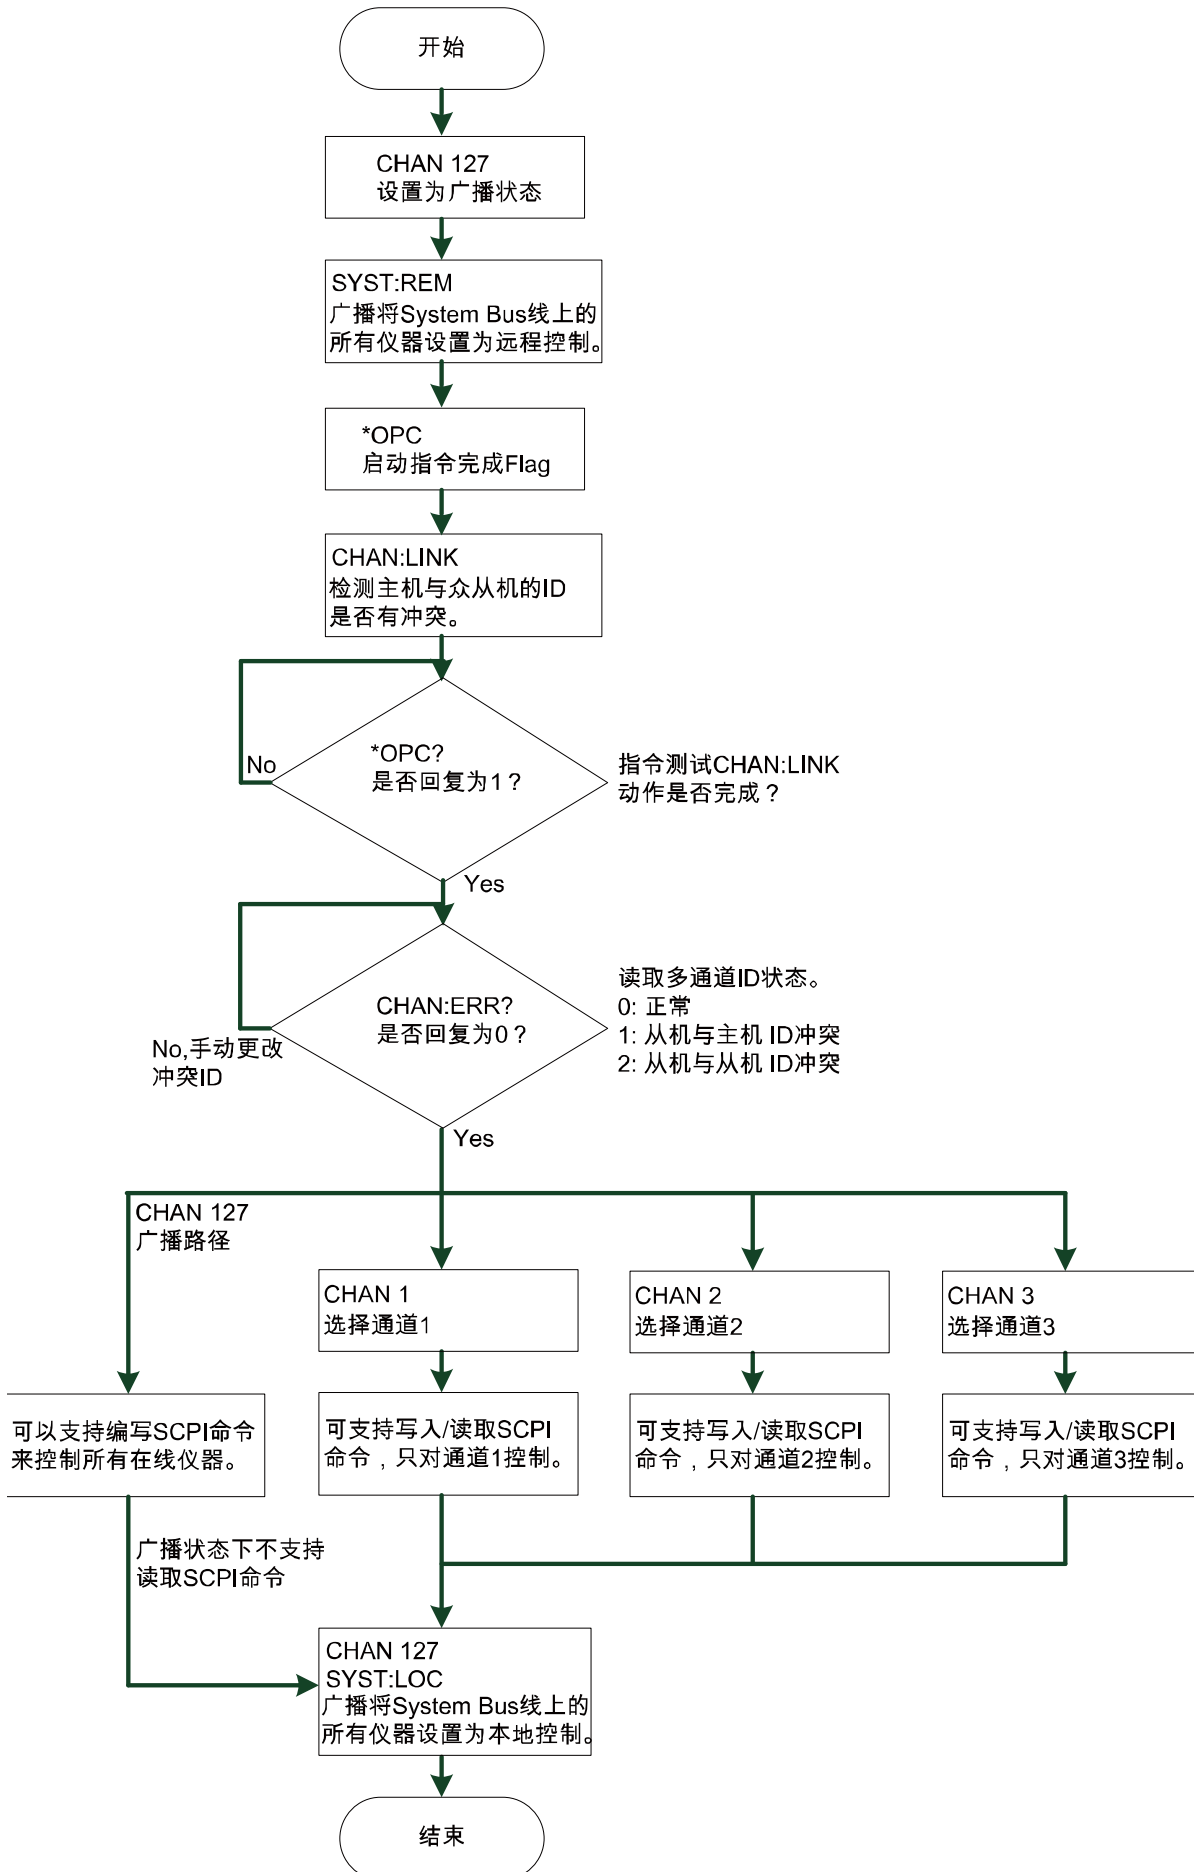 开始
CHAN 127
设置为广播状态
SYST:REM
广播将System Bus线上的
所有仪器设置为远程控制。
*OPC
启动指令完成Flag
CHAN:LINK
检测主机与众从机的ID
是否有冲突。
No
*OPC?
是否回复为1？
指令测试CHAN:LINK
动作是否完成？
Yes
CHAN:ERR?
是否回复为0？
读取多通道ID状态。
0: 正常
1: 从机与主机 ID冲突
2: 从机与从机 ID冲突
No,手动更改
冲突ID
Yes
CHAN 127
广播路径
CHAN 1
选择通道1
CHAN 2
选择通道2
CHAN 3
选择通道3
可以支持编写SCPI命令
来控制所有在线仪器。
可支持写入/读取SCPI
命令，只对通道1控制。
可支持写入/读取SCPI
命令，只对通道2控制。
可支持写入/读取SCPI
命令，只对通道3控制。
广播状态下不支持
读取SCPI命令
CHAN 127
SYST:LOC
广播将System Bus线上的
所有仪器设置为本地控制。
结束